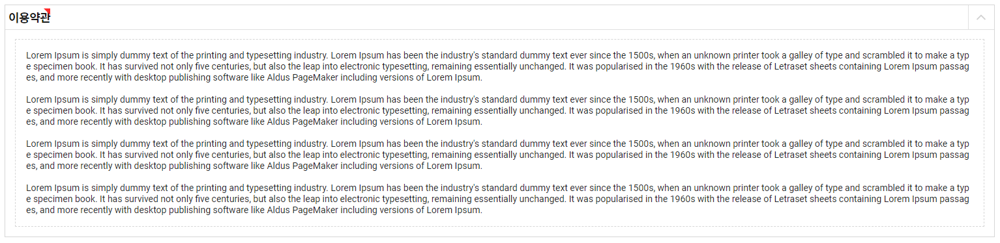 이용약관
Lorem Ipsum is simply dummy text of the printing and typesetting industry. Lorem Ipsum has been the industry's standard dummy text ever since the 1500s, when an unknown printer took a galley of type and scrambled it to make a typ
e specimen book. It has survived not only five centuries, but also the leap into electronic typesetting, remaining essentially unchanged. It was popularised in the 1960s with the release of Letraset sheets containing Lorem Ipsum passag
es, and more recently with desktop publishing software like Aldus PageMaker including versions of Lorem Ipsum.
Lorem Ipsum is simply dummy text of the printing and typesetting industry. Lorem Ipsum has been the industry's standard dummy text ever since the 1500s, when an unknown printer took a galley of type and scrambled it to make a typ
e specimen book. It has survived not only five centuries, but also the leap into electronic typesetting, remaining essentially unchanged. It was popularised in the 1960s with the release of Letraset sheets containing Lorem Ipsum passag
es, and more recently with desktop publishing software like Aldus PageMaker including versions of Lorem Ipsum.
Lorem Ipsum is simply dummy text of the printing and typesetting industry. Lorem Ipsum has been the industry's standard dummy text ever since the 1500s, when an unknown printer took a galley of type and scrambled it to make a typ
e specimen book. It has survived not only five centuries, but also the leap into electronic typesetting, remaining essentially unchanged. It was popularised in the 1960s with the release of Letraset sheets containing Lorem Ipsum passag
es, and more recently with desktop publishing software like Aldus PageMaker including versions of Lorem Ipsum.
Lorem Ipsum is simply dummy text of the printing and typesetting industry. Lorem Ipsum has been the industry's standard dummy text ever since the 1500s, when an unknown printer took a galley of type and scrambled it to make a typ
e specimen book. It has survived not only five centuries, but also the leap into electronic typesetting, remaining essentially unchanged. It was popularised in the 1960s with the release of Letraset sheets containing Lorem Ipsum passag
es, and more recently with desktop publishing software like Aldus PageMaker including versions of Lorem Ipsum.